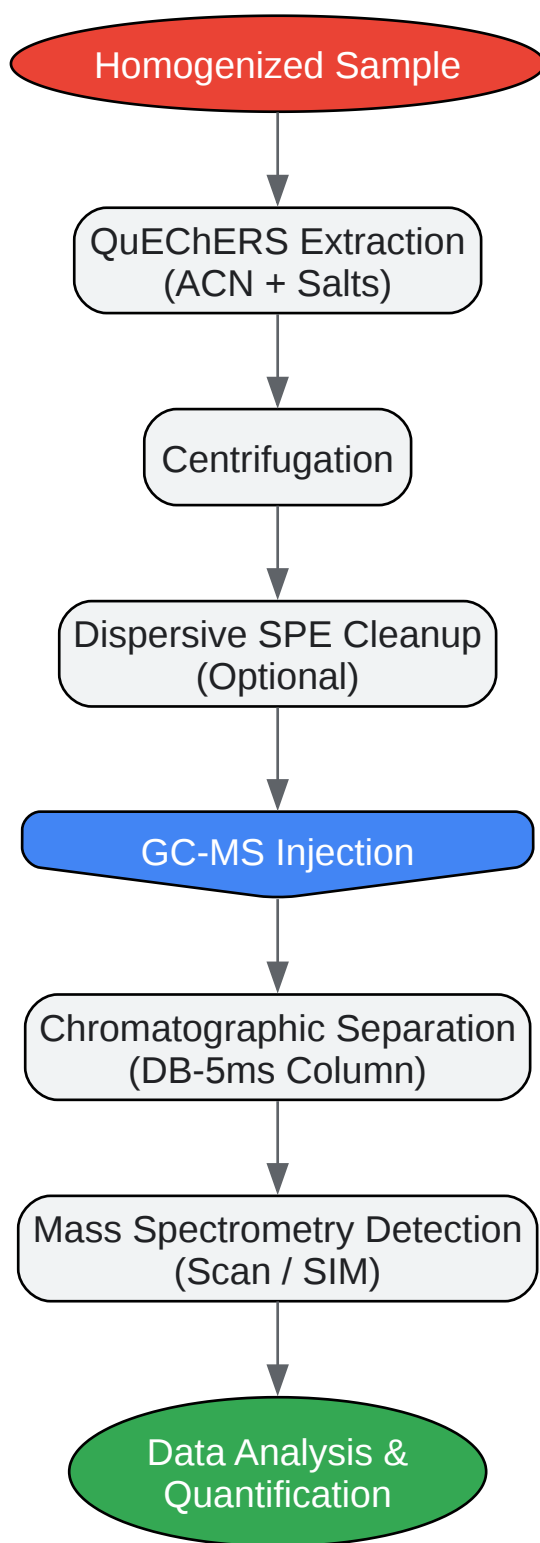 Homogenized Sample
QuEChERS Extraction
(ACN + Salts)
Centrifugation
Dispersive SPE Cleanup
(Optional)
GC-MS Injection
Chromatographic Separation
(DB-5ms Column)
Mass Spectrometry Detection
(Scan / SIM)
Data Analysis &
Quantification